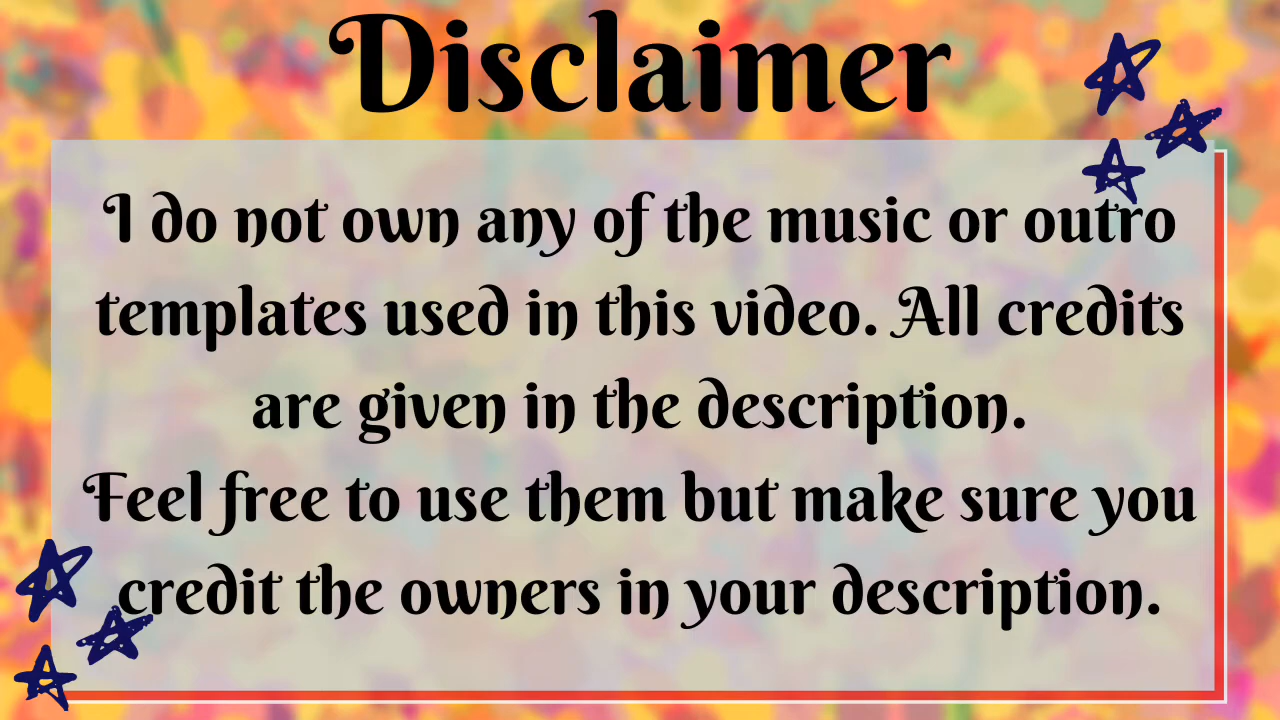 Disclaimer
I do not own any of the music or outro
templates used in this video. All credits
are given in the description.
Feel free to use them but make sure you
credit the owners in your description.